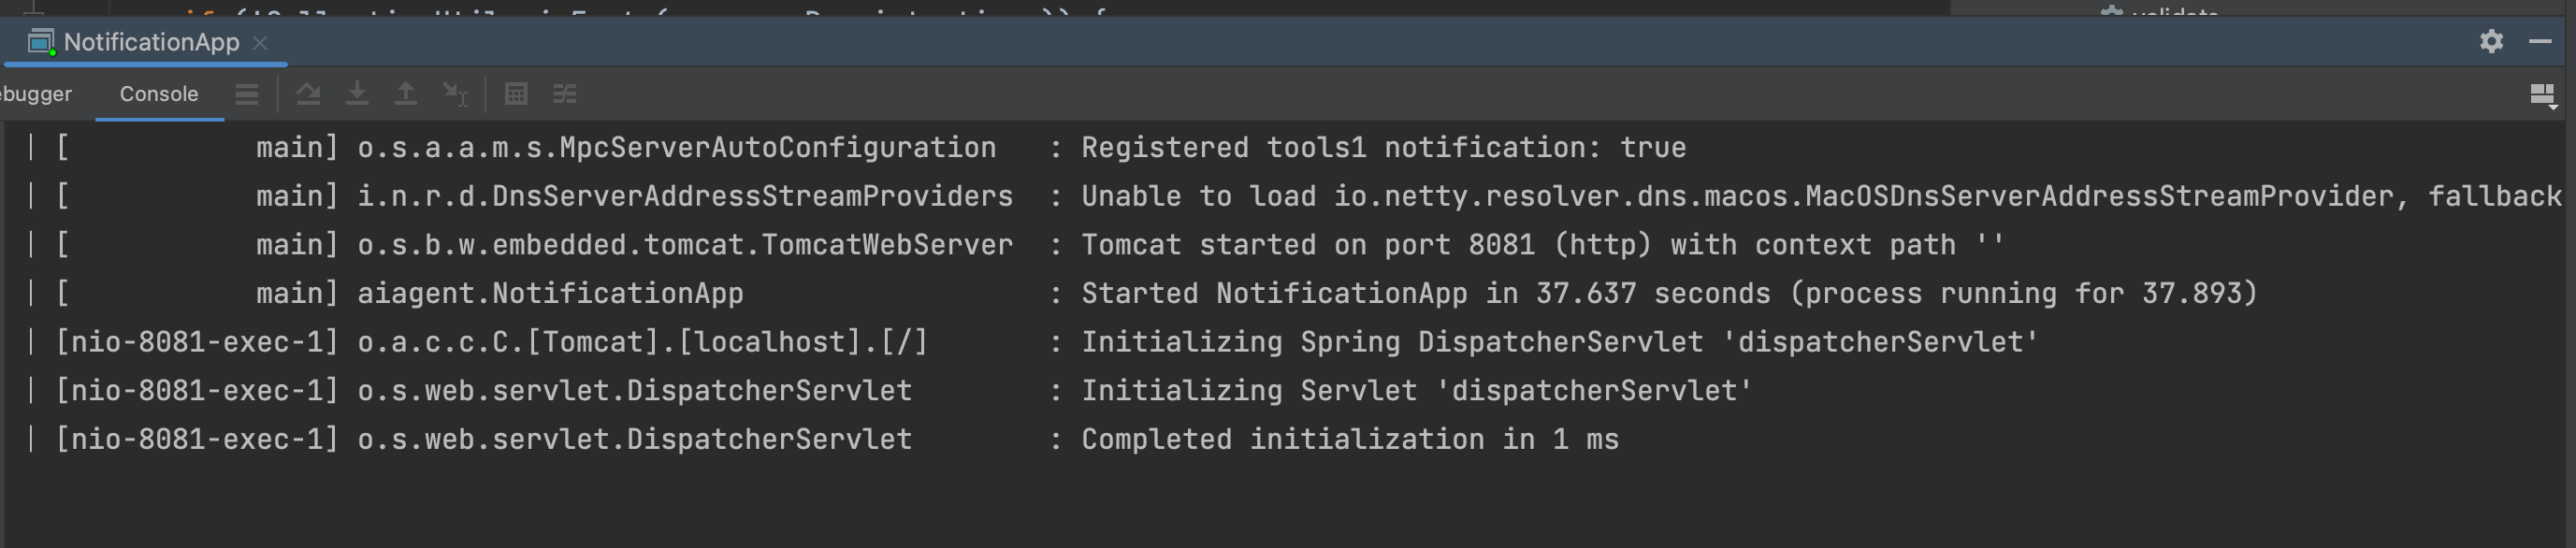 validate
NotificationApp
ebugger Console
| [ main] o.s.a.a.m.s.MpcServerAutoConfiguration : Registered tools1 notification: true
| [ main] i.n.r.d.DnsServerAddressStreamProviders : Unable to load io.netty.resolver.dns.macos.MacOSDnsServerAddressStreamProvider, fallback
| [ main] o.s.b.w.embedded.tomcat.TomcatWebServer : Tomcat started on port 8081 (http) with context path ''
| [ main] aiagent.NotificationApp : Started NotificationApp in 37.637 seconds (process running for 37.893)
| [nio-8081-exec-1] o.a.c.c.C.[Tomcat].[localhost].[/] : Initializing Spring DispatcherServlet 'dispatcherServlet'
| [nio-8081-exec-1] o.s.web.servlet.DispatcherServlet : Initializing Servlet 'dispatcherServlet'
| [nio-8081-exec-1] o.s.web.servlet.DispatcherServlet : Completed initialization in 1 ms